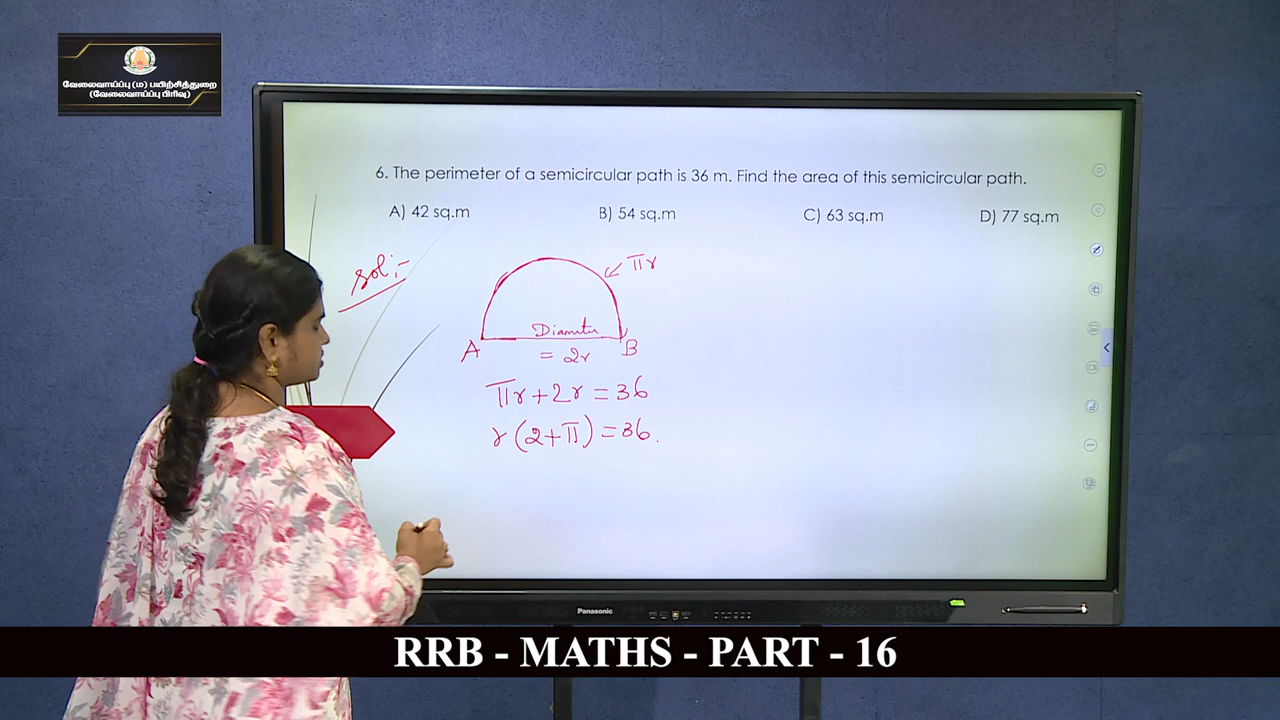 வேலைவாய்ப்பு (ம) பயிற்சித்துறை
(வேலைவாய்ப்பு பிரிவு)
6. The perimeter of a semicircular path is 36 m. Find the area of this semicircular path.
A) 42 sq.m B) 54 sq.m C) 63 sq.m D) 77 sq.m
Sol:-
πr
Diameter
A = 2r B
πr + 2r = 36
r (2+π) = 36.
Panasonic
RRB - MATHS - PART - 16